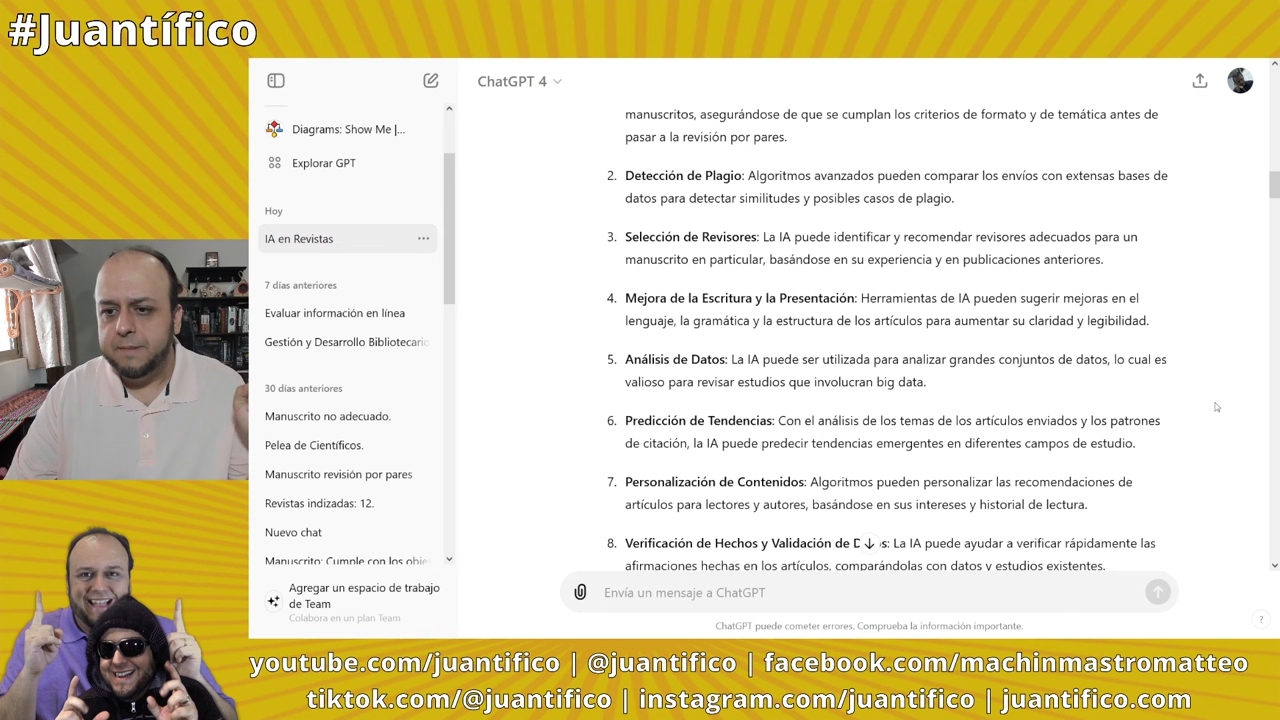 #Juantífico
ChatGPT 4
Diagrams: Show Me |...
Explorar GPT
Hoy
IA en Revistas
7 días anteriores
Evaluar información en línea
Gestión y Desarrollo Bibliotecario
30 días anteriores
Manuscrito no adecuado.
Pelea de Científicos.
Manuscrito revisión por pares
Revistas indizadas: 12.
Nuevo chat
Manuscrito: Cumple con los obje
Agregar un espacio de trabajo
de Team
Colabora en un plan Team
manuscritos, asegurándose de que se cumplan los criterios de formato y de temática antes de
pasar a la revisión por pares.
2. Detección de Plagio: Algoritmos avanzados pueden comparar los envíos con extensas bases de
datos para detectar similitudes y posibles casos de plagio.
3. Selección de Revisores: La IA puede identificar y recomendar revisores adecuados para un
manuscrito en particular, basándose en su experiencia y en publicaciones anteriores.
4. Mejora de la Escritura y la Presentación: Herramientas de IA pueden sugerir mejoras en el
lenguaje, la gramática y la estructura de los artículos para aumentar su claridad y legibilidad.
5. Análisis de Datos: La IA puede ser utilizada para analizar grandes conjuntos de datos, lo cual es
valioso para revisar estudios que involucran big data.
6. Predicción de Tendencias: Con el análisis de los temas de los artículos enviados y los patrones
de citación, la IA puede predecir tendencias emergentes en diferentes campos de estudio.
7. Personalización de Contenidos: Algoritmos pueden personalizar las recomendaciones de
artículos para lectores y autores, basándose en sus intereses y historial de lectura.
8. Verificación de Hechos y Validación de D s: La IA puede ayudar a verificar rápidamente las
afirmaciones hechas en los artículos, comparándolas con datos y estudios existentes.
Envía un mensaje a ChatGPT
ChatGPT puede cometer errores. Comprueba la información importante.
?
youtube.com/juantifico | @juantifico | facebook.com/machinmastromatteo
tiktok.com/@juantifico | instagram.com/juantifico | juantifico.com